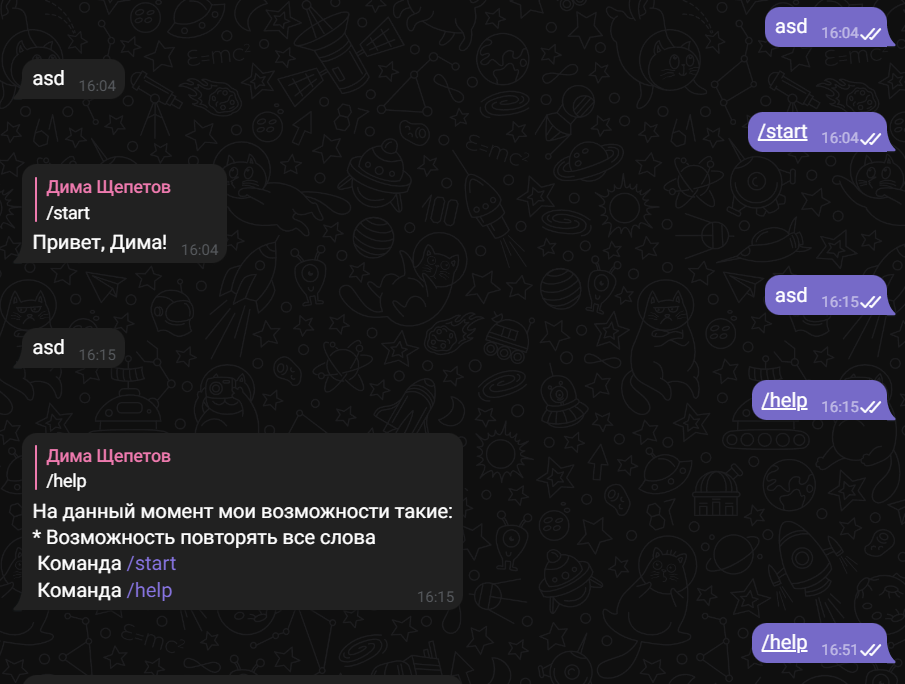 asd 16:04
asd 16:04
/start 16:04
Дима Щепетов
/start
Привет, Дима! 16:04
asd 16:15
asd 16:15
/help 16:15
Дима Щепетов
/help
На данный момент мои возможности такие:
* Возможность повторять все слова
Команда /start
Команда /help
16:15
/help 16:51